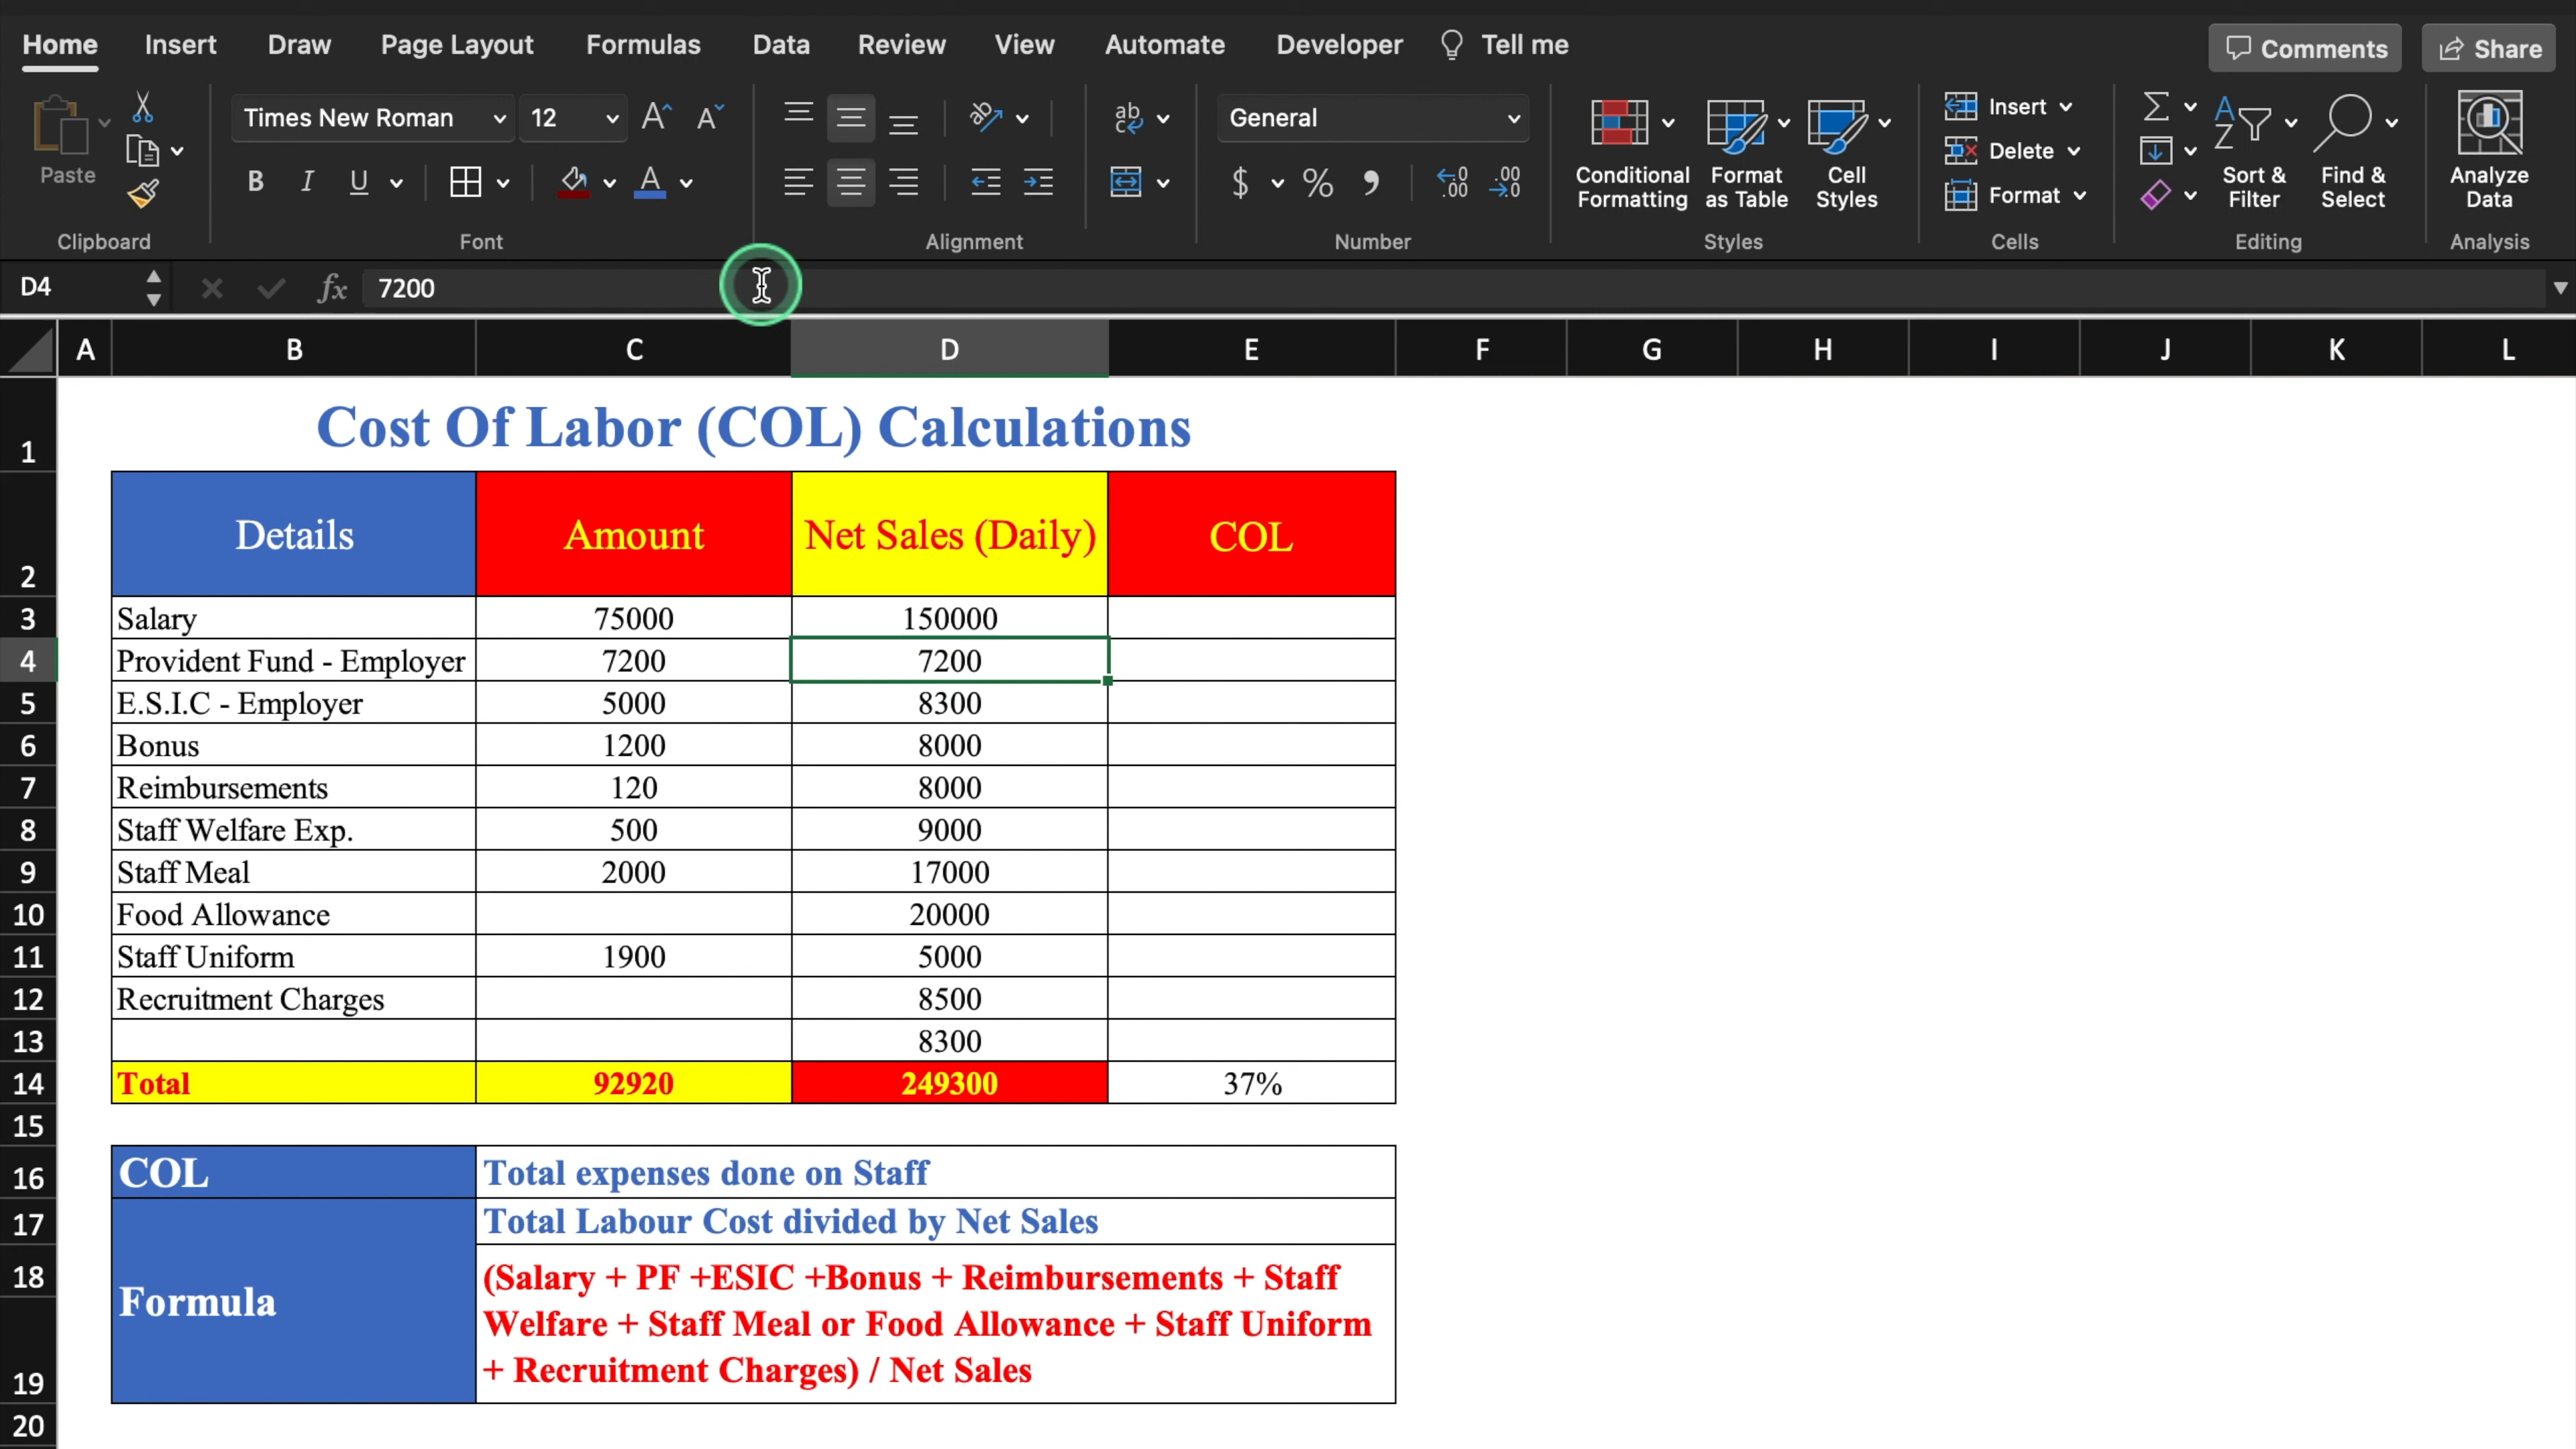 Home Insert Draw Page Layout Formulas Data Review View Automate Developer Tell me Comments Share
Paste
Clipboard
Times New Roman 12
B I U A
Font
Alignment
General
$ % ,
Number
Conditional Formatting
Format as Table
Cell Styles
Styles
Insert
Delete
Format
Cells
Sort & Filter
Find & Select
Editing
Analyze Data
Analysis
D4 fx 7200
A B C D E F G H I J K L
1 Cost Of Labor (COL) Calculations
2 Details Amount Net Sales (Daily) COL
3 Salary 75000 150000
4 Provident Fund - Employer 7200 7200
5 E.S.I.C - Employer 5000 8300
6 Bonus 1200 8000
7 Reimbursements 120 8000
8 Staff Welfare Exp. 500 9000
9 Staff Meal 2000 17000
10 Food Allowance 20000
11 Staff Uniform 1900 5000
12 Recruitment Charges 8500
13 8300
14 Total 92920 249300 37%
15
16 COL Total expenses done on Staff
17 Total Labour Cost divided by Net Sales
18 Formula (Salary + PF +ESIC +Bonus + Reimbursements + Staff
Welfare + Staff Meal or Food Allowance + Staff Uniform
19 + Recruitment Charges) / Net Sales
20